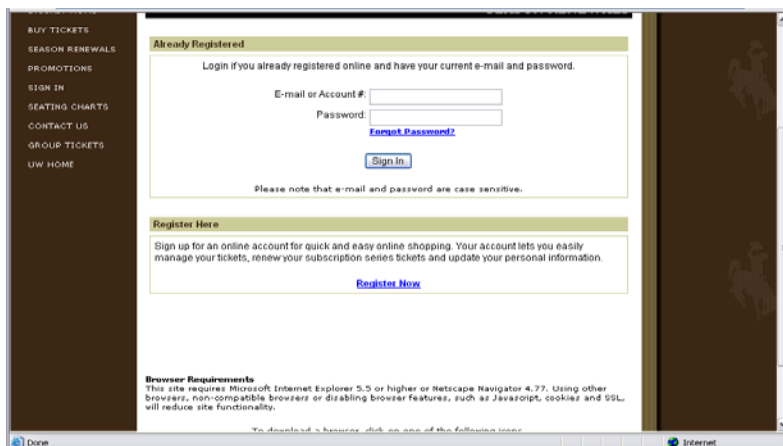 BUY TICKETS
SEASON RENEWALS
PROMOTIONS
SIGN IN
SEATING CHARTS
CONTACT US
GROUP TICKETS
UW HOME
Already Registered
Login if you already registered online and have your current e-mail and password.
E-mail or Account #:
Password:
Forgot Password?
Sign In
Please note that e-mail and password are case sensitive.
Register Here
Sign up for an online account for quick and easy online shopping. Your account lets you easily
manage your tickets, renew your subscription series tickets and update your personal information.
Register Now
Browser Requirements
This site requires Microsoft Internet Explorer 5.5 or higher or Netscape Navigator 4.77. Using other
browsers, non-compatible browsers or disabling browser features, such as Javascript, cookies and SSL,
will reduce site functionality.
To download a browser, click on one of the following icons
Done
Internet